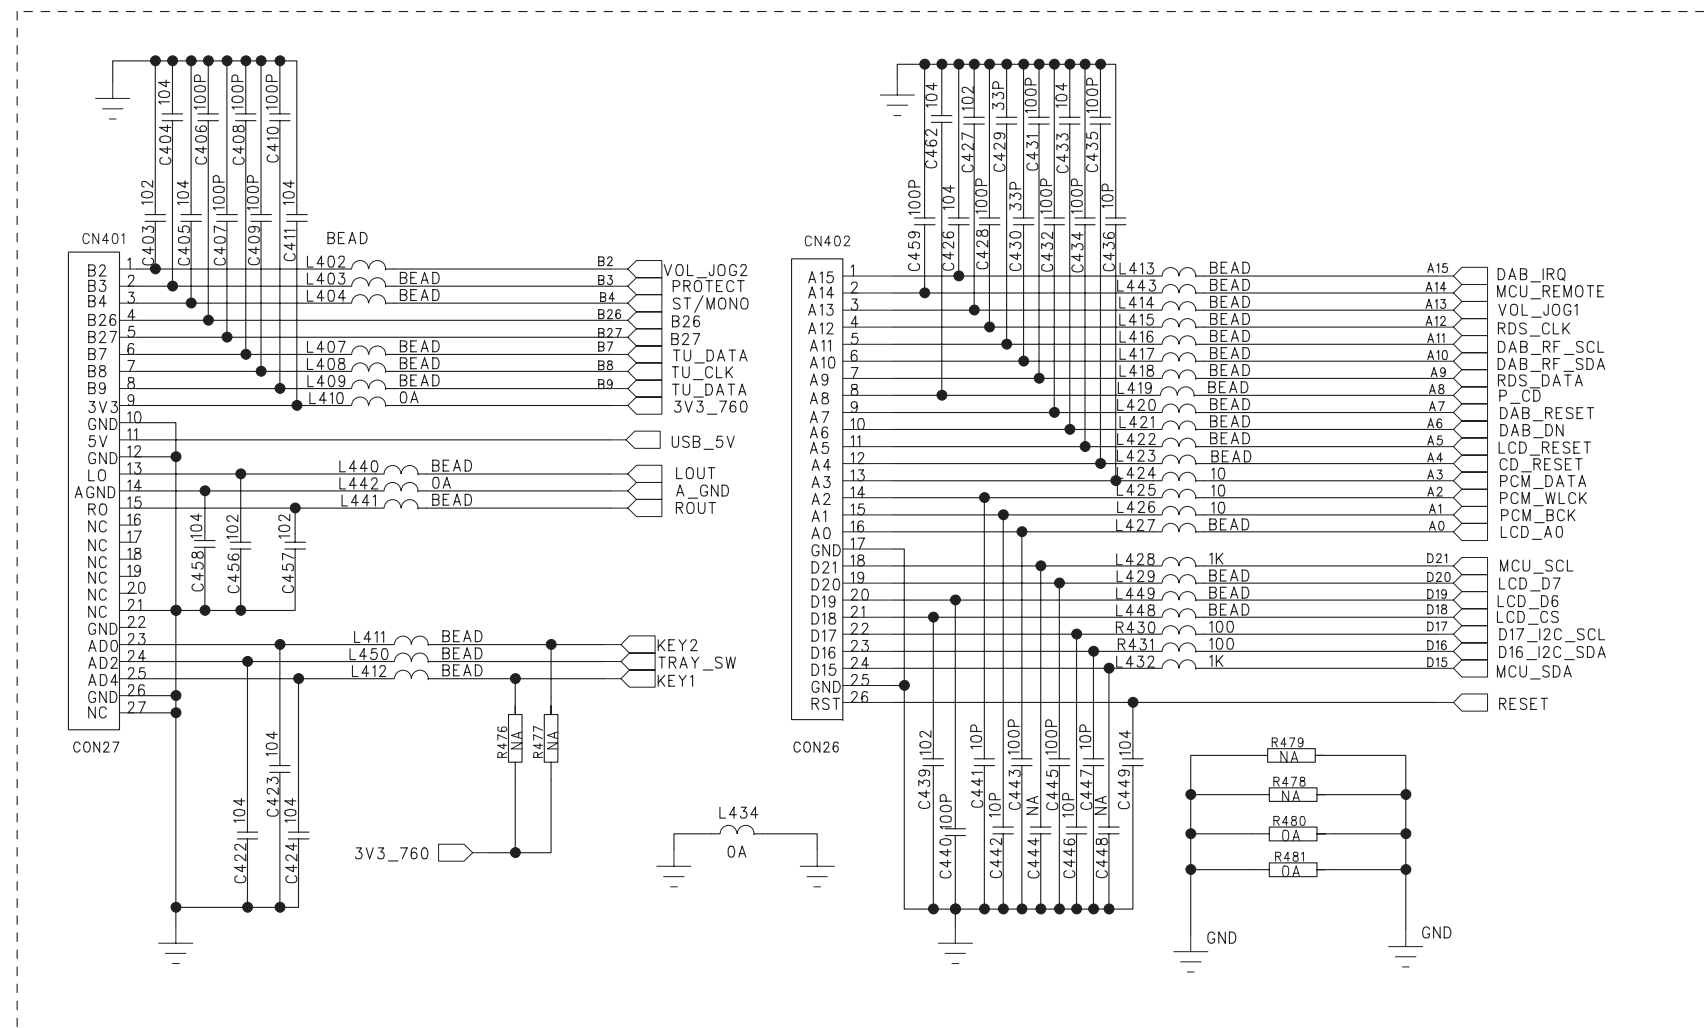 CN401
CON27
1 B2
2 B3
3 B4
4 B26
5 B27
6 B7
7 B8
8 B9
9 3V3
10 GND
11 5V
12 GND
13 LO
14 AGND
15 RO
16 NC
17 NC
18 NC
19 NC
20 NC
21 NC
22 GND
23 AD0
24 AD2
25 AD4
26 GND
27 NC
C403 102
C404 104
C405 104
C406 100P
C407 100P
C408 100P
C409 100P
C410 100P
C411 104
BEAD
L402 B2 VOL_JOG2
L403 BEAD B3 PROTECT
L404 BEAD B4 ST/MONO
B26 B26
B27 B27
L407 BEAD B7 TU_DATA
L408 BEAD B8 TU_CLK
L409 BEAD B9 TU_DATA
L410 0A 3V3_760
USB_5V
L440 BEAD LOUT
L442 0A A_GND
L441 BEAD ROUT
C458 104
C456 102
C457 102
L411 BEAD KEY2
L450 BEAD TRAY_SW
L412 BEAD KEY1
R476 NA
R477 NA
C423 104
C422 104
C424 104
3V3_760
L434
0A
CN402
CON26
1 A15
2 A14
3 A13
4 A12
5 A11
6 A10
7 A9
8 A8
9 A7
10 A6
11 A5
12 A4
13 A3
14 A2
15 A1
16 A0
17 GND
18 D21
19 D20
20 D19
21 D18
22 D17
23 D16
24 D15
25 GND
26 RST
C459 100P
C462 104
C426 104
C427 102
C428 100P
C429 33P
C430 33P
C431 100P
C432 100P
C433 104
C434 100P
C435 100P
C436 10P
L413 BEAD A15 DAB_IRQ
L443 BEAD A14 MCU_REMOTE
L414 BEAD A13 VOL_JOG1
L415 BEAD A12 RDS_CLK
L416 BEAD A11 DAB_RF_SCL
L417 BEAD A10 DAB_RF_SDA
L418 BEAD A9 RDS_DATA
L419 BEAD A8 P_CD
L420 BEAD A7 DAB_RESET
L421 BEAD A6 DAB_DN
L422 BEAD A5 LCD_RESET
L423 BEAD A4 CD_RESET
L424 10 A3 PCM_DATA
L425 10 A2 PCM_WLCK
L426 10 A1 PCM_BCK
L427 BEAD A0 LCD_A0
L428 1K D21 MCU_SCL
L429 BEAD D20 LCD_D7
L449 BEAD D19 LCD_D6
L448 BEAD D18 LCD_CS
R430 100 D17 D17_I2C_SCL
R431 100 D16 D16_I2C_SDA
L432 1K D15 MCU_SDA
RESET
C439 102
C440 100P
C441 10P
C442 10P
C443 100P
C444 NA
C445 100P
C446 10P
C447 10P
C448 NA
C449 104
R479
NA
R478
NA
R480
0A
R481
0A
GND
GND